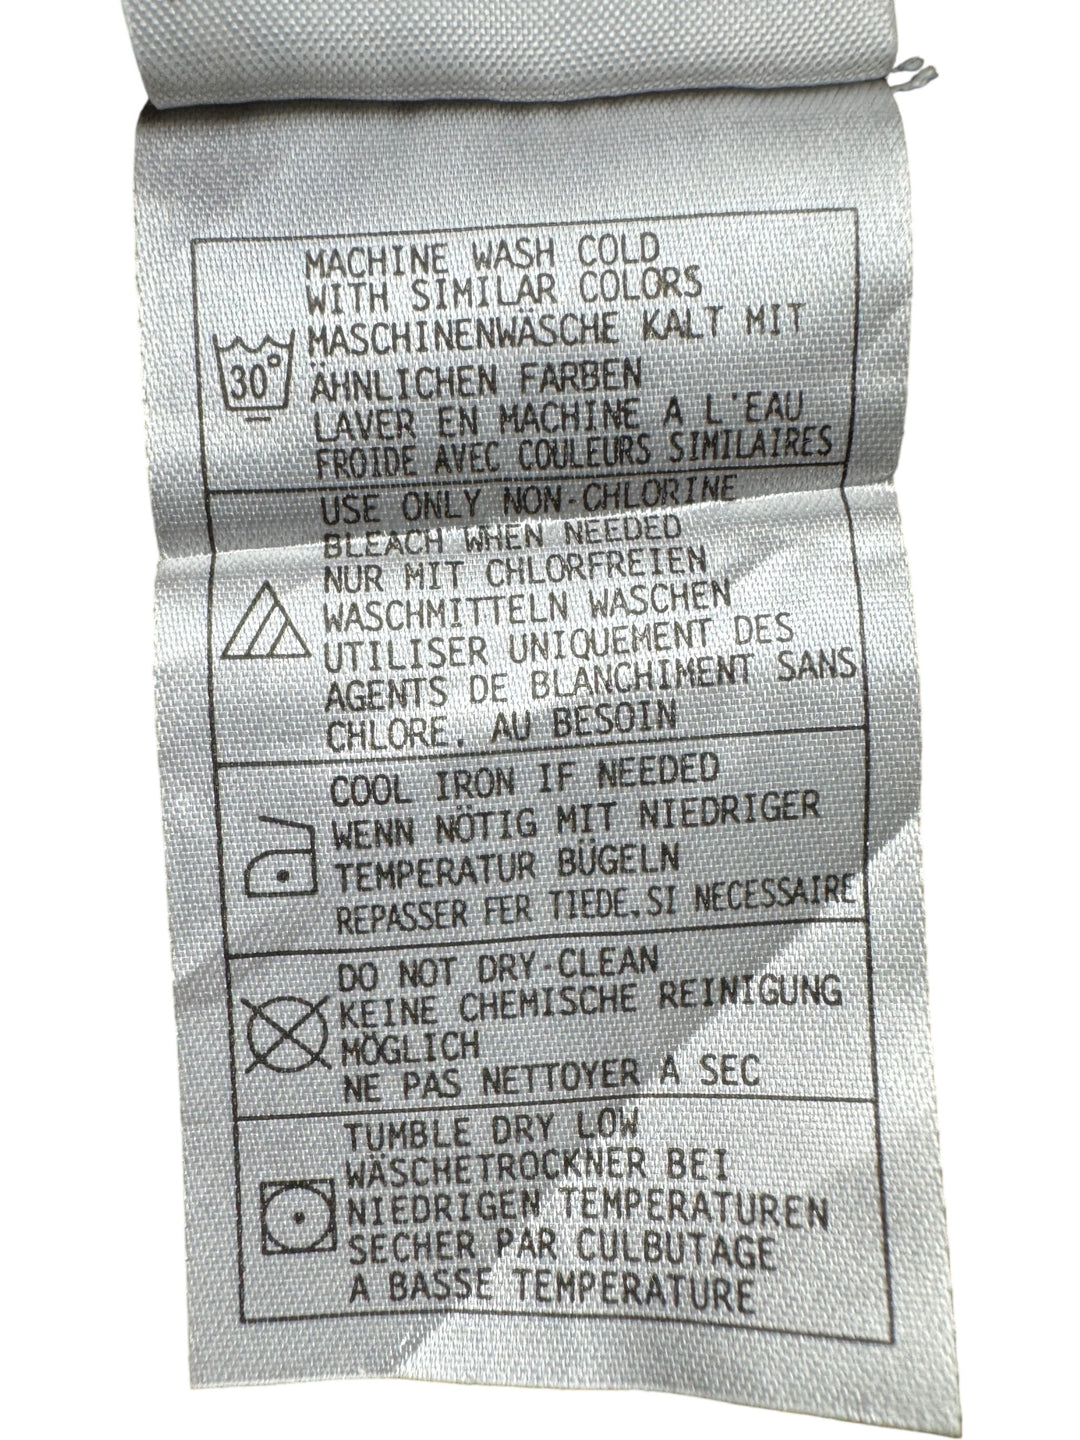 MACHINE WASH COLD
WITH SIMILAR COLORS
MASCHINENWÄSCHE KALT MIT
ÄHNLICHEN FARBEN
LAVER EN MACHINE A L'EAU
FROIDE AVEC COULEURS SIMILAIRES
30°
USE ONLY NON-CHLORINE
BLEACH WHEN NEEDED
NUR MIT CHLORFREIEN
WASCHMITTELN WASCHEN
UTILISER UNIQUEMENT DES
AGENTS DE BLANCHIMENT SANS
CHLORE. AU BESOIN
COOL IRON IF NEEDED
WENN NÖTIG MIT NIEDRIGER
TEMPERATUR BÜGELN
REPASSER FER TIEDE.SI NECESSAIRE
DO NOT DRY-CLEAN
KEINE CHEMISCHE REINIGUNG
MÖGLICH
NE PAS NETTOYER A SEC
TUMBLE DRY LOW
WÄSCHETROCKNER BEI
NIEDRIGEN TEMPERATUREN
SECHER PAR CULBUTAGE
A BASSE TEMPERATURE